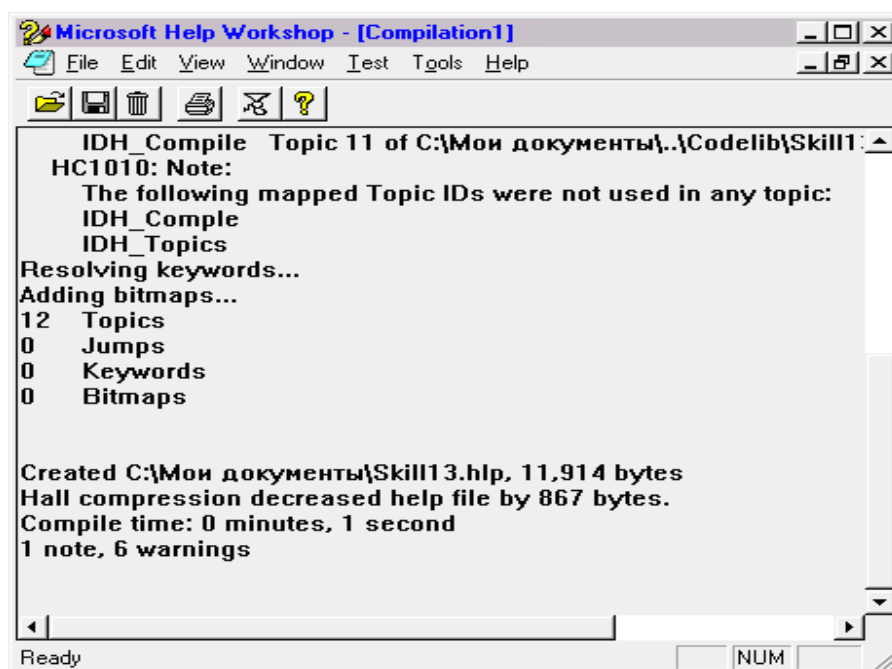 Microsoft Help Workshop - [Compilation1]
File Edit View Window Test Tools Help
IDH_Compile Topic 11 of C:\Мои документы\..\Codelib\Skill1
HC1010: Note:
The following mapped Topic IDs were not used in any topic:
IDH_Comple
IDH_Topics
Resolving keywords...
Adding bitmaps...
12 Topics
0 Jumps
0 Keywords
0 Bitmaps
Created C:\Мои документы\Skill13.hlp, 11,914 bytes
Hall compression decreased help file by 867 bytes.
Compile time: 0 minutes, 1 second
1 note, 6 warnings
Ready NUM